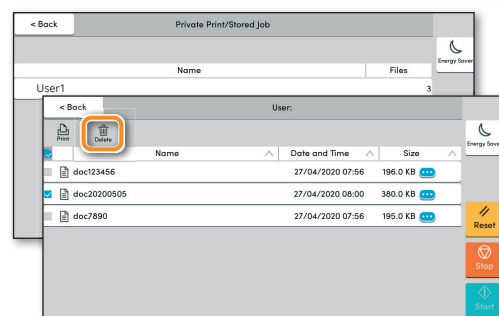 < Back Private Print/Stored Job
Energy Saver
Name Files
User1 3
< Back User:
Print Delete
Energy Save
Name Date and Time Size
doc123456 27/04/2020 07:56 196.0 KB
doc20200505 27/04/2020 08:00 380.0 KB
doc7890 27/04/2020 07:56 195.0 KB
Reset
Stop
Start